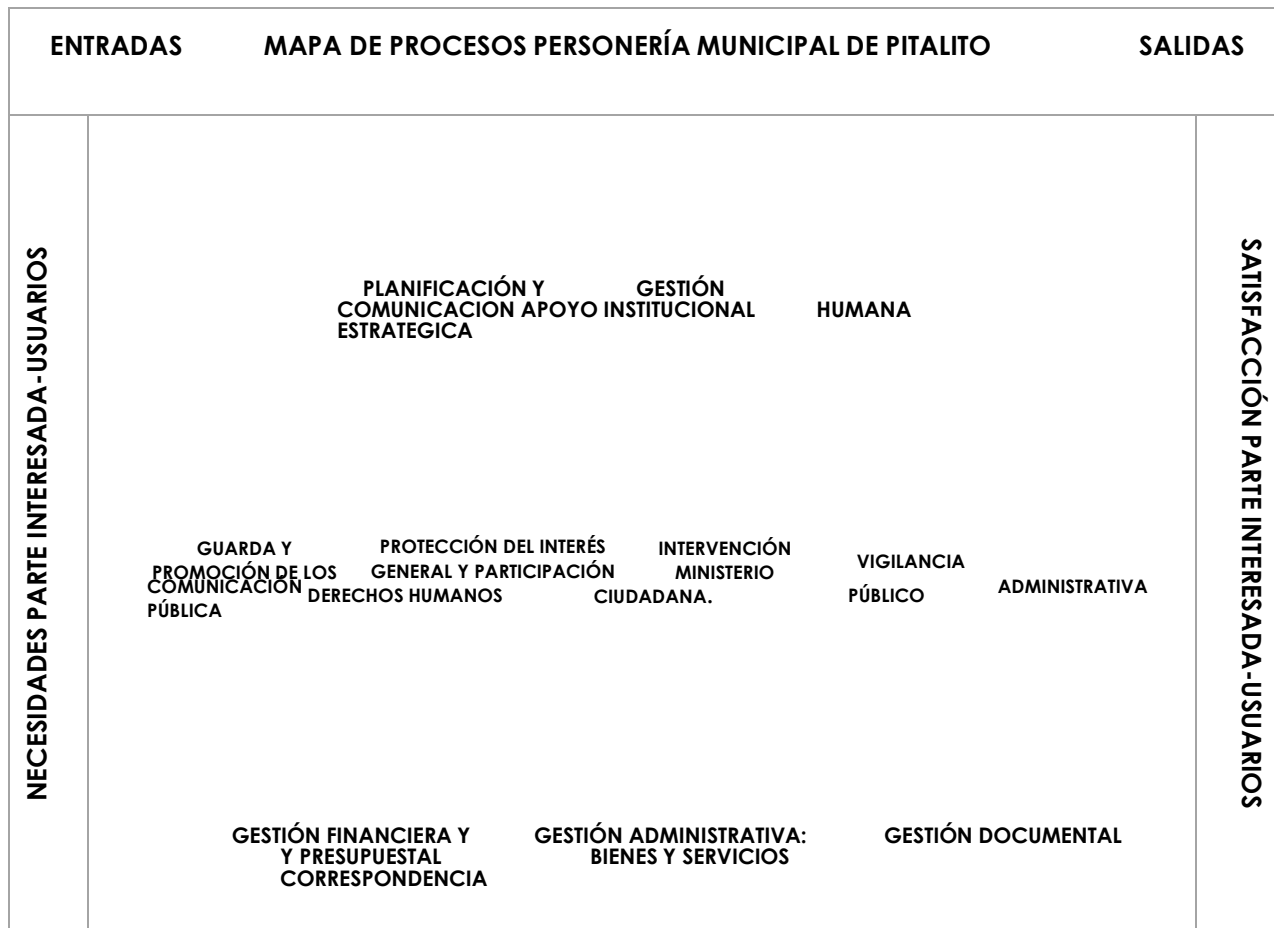 ENTRADAS MAPA DE PROCESOS PERSONERÍA MUNICIPAL DE PITALITO SALIDAS
NECESIDADES PARTE INTERESADA-USUARIOS
PLANIFICACIÓN Y GESTIÓN
COMUNICACION APOYO INSTITUCIONAL HUMANA
ESTRATEGICA
GUARDA Y PROTECCIÓN DEL INTERÉS INTERVENCIÓN VIGILANCIA
PROMOCIÓN DE LOS GENERAL Y PARTICIPACIÓN MINISTERIO
COMUNICACIÓN DERECHOS HUMANOS CIUDADANA. PÚBLICO ADMINISTRATIVA
PÚBLICA
GESTIÓN FINANCIERA Y GESTIÓN ADMINISTRATIVA: GESTIÓN DOCUMENTAL
Y PRESUPUESTAL BIENES Y SERVICIOS
CORRESPONDENCIA
SATISFACCIÓN PARTE INTERESADA-USUARIOS